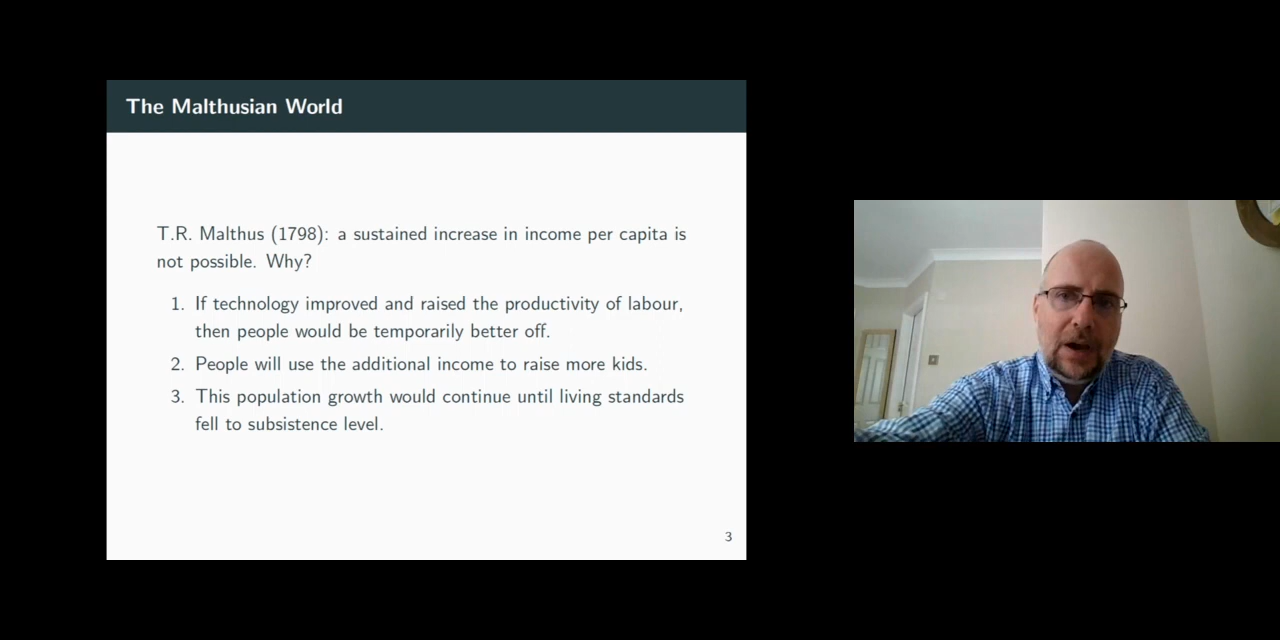 The Malthusian World
T.R. Malthus (1798): a sustained increase in income per capita is
not possible. Why?
1. If technology improved and raised the productivity of labour,
then people would be temporarily better off.
2. People will use the additional income to raise more kids.
3. This population growth would continue until living standards
fell to subsistence level.
3